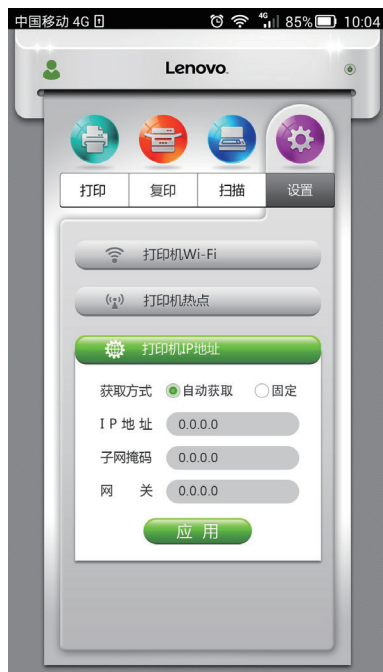 中国移动 4G 4G 85% 10:04
Lenovo.
打印 复印 扫描 设置
打印机Wi-Fi
打印机热点
打印机IP地址
获取方式 自动获取 固定
IP地址 0.0.0.0
子网掩码 0.0.0.0
网关 0.0.0.0
应用